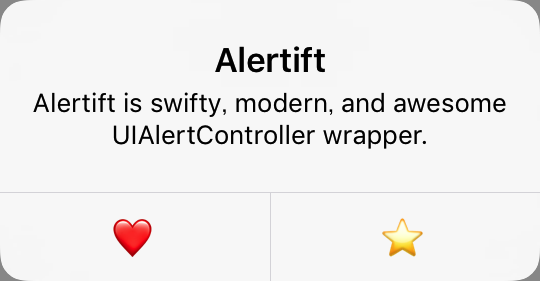 Alertift
Alertift is swifty, modern, and awesome
UIAlertController wrapper.